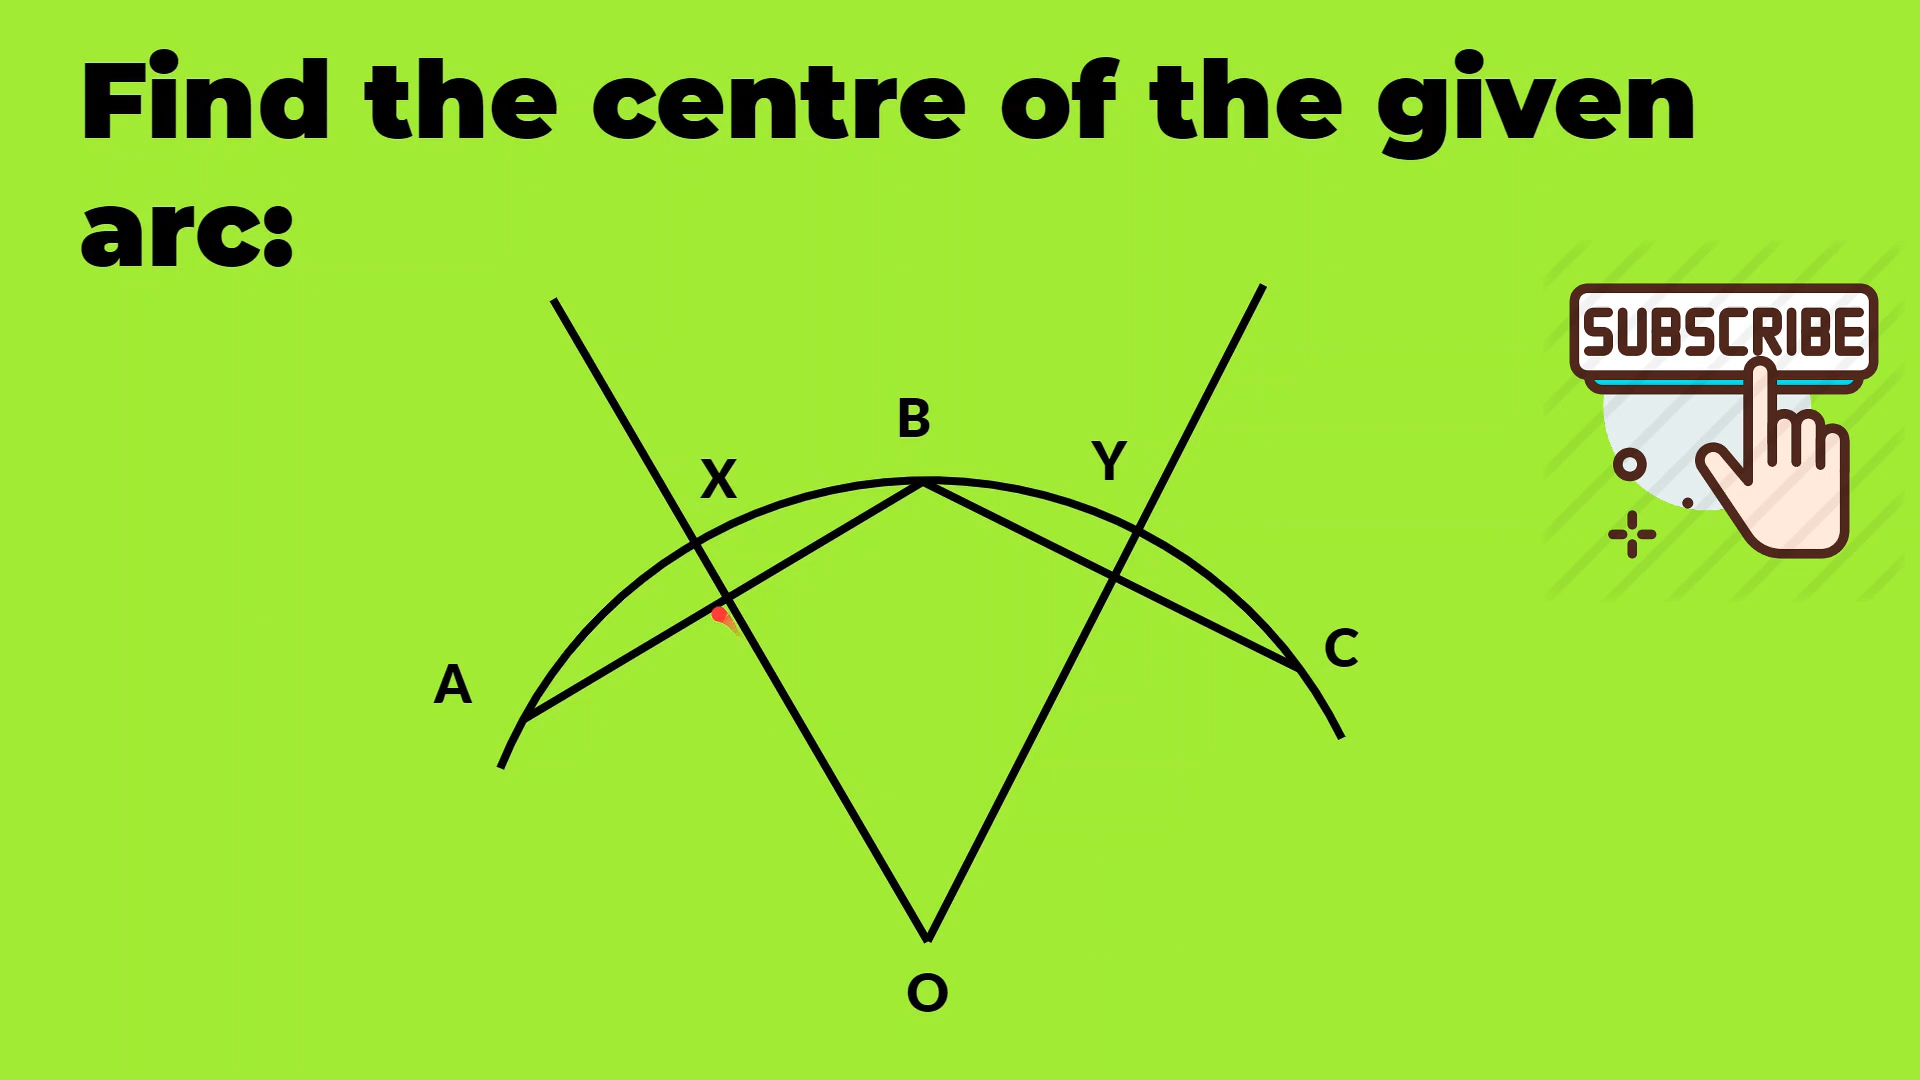 Find the centre of the given
arc:
SUBSCRIBE
B
Y
X
C
A
O